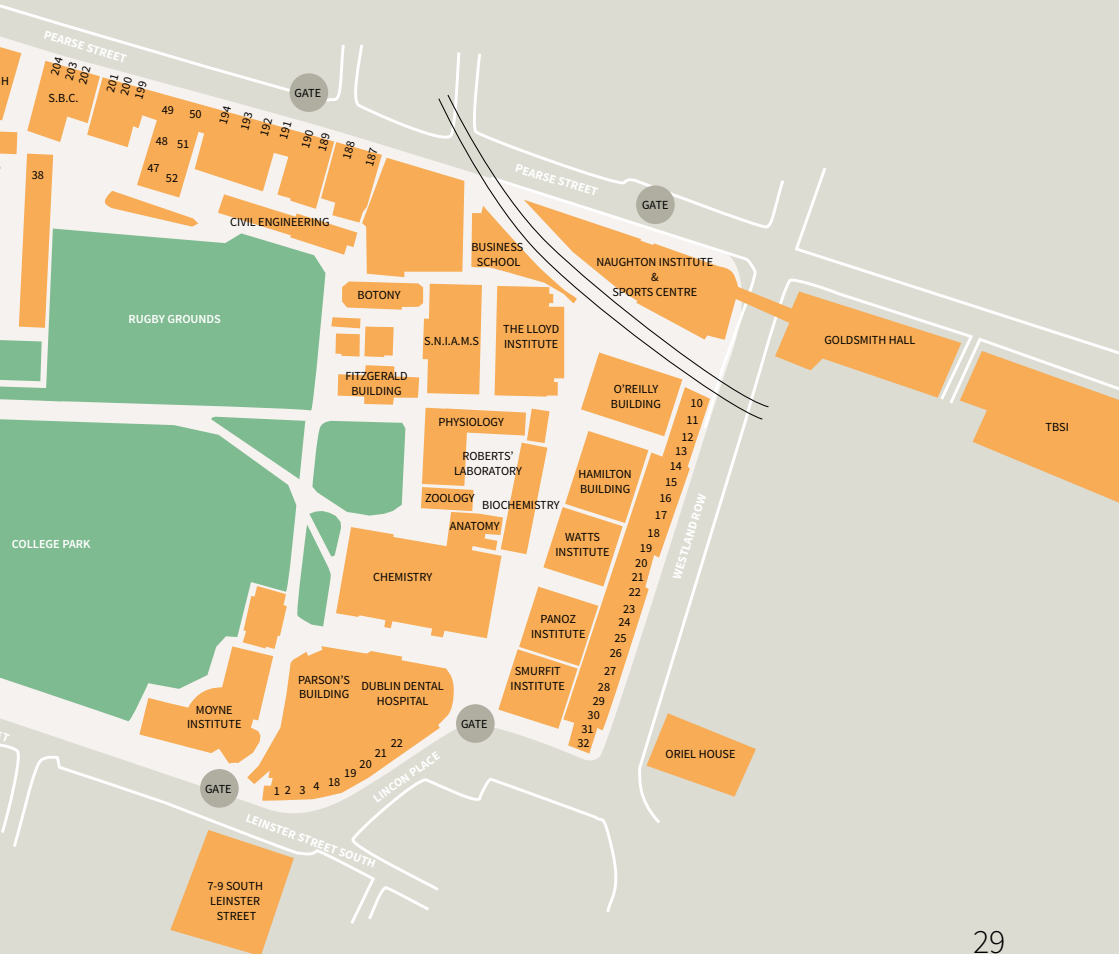 PEARSE STREET
H
204
203
202
S.B.C.
201
200
199
49
50
48
51
47
52
194
193
192
191
190
189
188
187
GATE
38
CIVIL ENGINEERING
PEARSE STREET
GATE
BUSINESS
SCHOOL
NAUGHTON INSTITUTE
&
SPORTS CENTRE
BOTONY
RUGBY GROUNDS
S.N.I.A.M.S
THE LLOYD
INSTITUTE
GOLDSMITH HALL
FITZGERALD
BUILDING
O'REILLY
BUILDING
TBSI
PHYSIOLOGY
ROBERTS'
LABORATORY
ZOOLOGY
BIOCHEMISTRY
ANATOMY
HAMILTON
BUILDING
WATTS
INSTITUTE
10
11
12
13
14
15
16
17
18
19
20
21
22
23
24
25
26
27
28
29
30
31
32
WESTLAND ROW
COLLEGE PARK
CHEMISTRY
PANOZ
INSTITUTE
SMURFIT
INSTITUTE
PARSON'S
BUILDING
DUBLIN DENTAL
HOSPITAL
MOYNE
INSTITUTE
GATE
ORIEL HOUSE
ET
GATE
1
2
3
4
18
19
20
21
22
LINCON PLACE
LEINSTER STREET SOUTH
7-9 SOUTH
LEINSTER
STREET
29